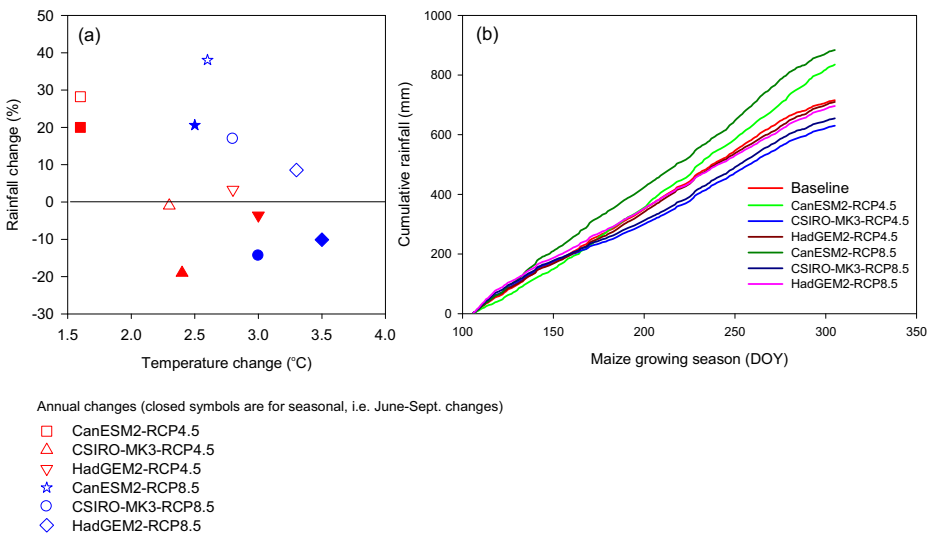 (a)
50
40
30
20
10
0
-10
-20
-30
Rainfall change (%)
1.5 2.0 2.5 3.0 3.5 4.0
Temperature change (°C)
(b)
1000
800
600
400
200
0
Cumulative rainfall (mm)
Baseline
CanESM2-RCP4.5
CSIRO-MK3-RCP4.5
HadGEM2-RCP4.5
CanESM2-RCP8.5
CSIRO-MK3-RCP8.5
HadGEM2-RCP8.5
100 150 200 250 300 350
Maize growing season (DOY)
Annual changes (closed symbols are for seasonal, i.e. June-Sept. changes)
CanESM2-RCP4.5
CSIRO-MK3-RCP4.5
HadGEM2-RCP4.5
CanESM2-RCP8.5
CSIRO-MK3-RCP8.5
HadGEM2-RCP8.5